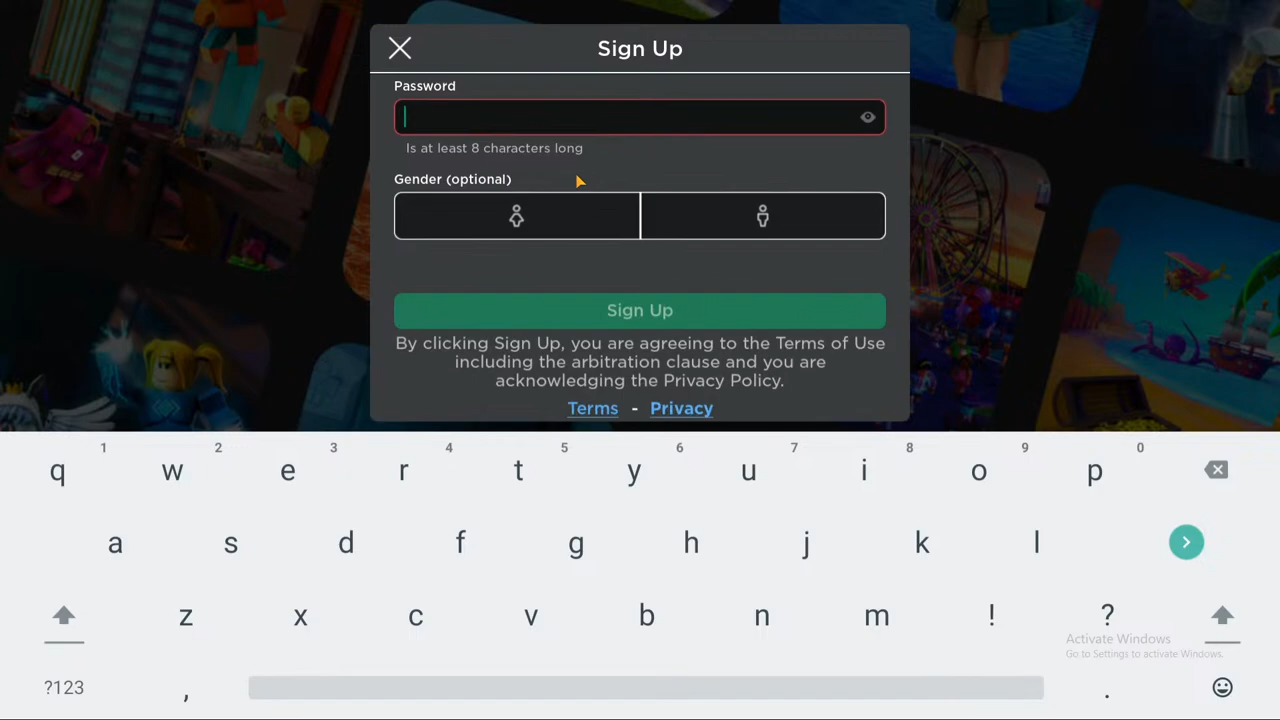 Sign Up
Password
Is at least 8 characters long
Gender (optional)
Sign Up
By clicking Sign Up, you are agreeing to the Terms of Use
including the arbitration clause and you are
acknowledging the Privacy Policy.
Terms - Privacy
1 2 3 4 5 6 7 8 9 0
q w e r t y u i o p
a s d f g h j k l
z x c v b n m ! ?
Activate Windows
Go to Settings to activate Windows.
?123 , .